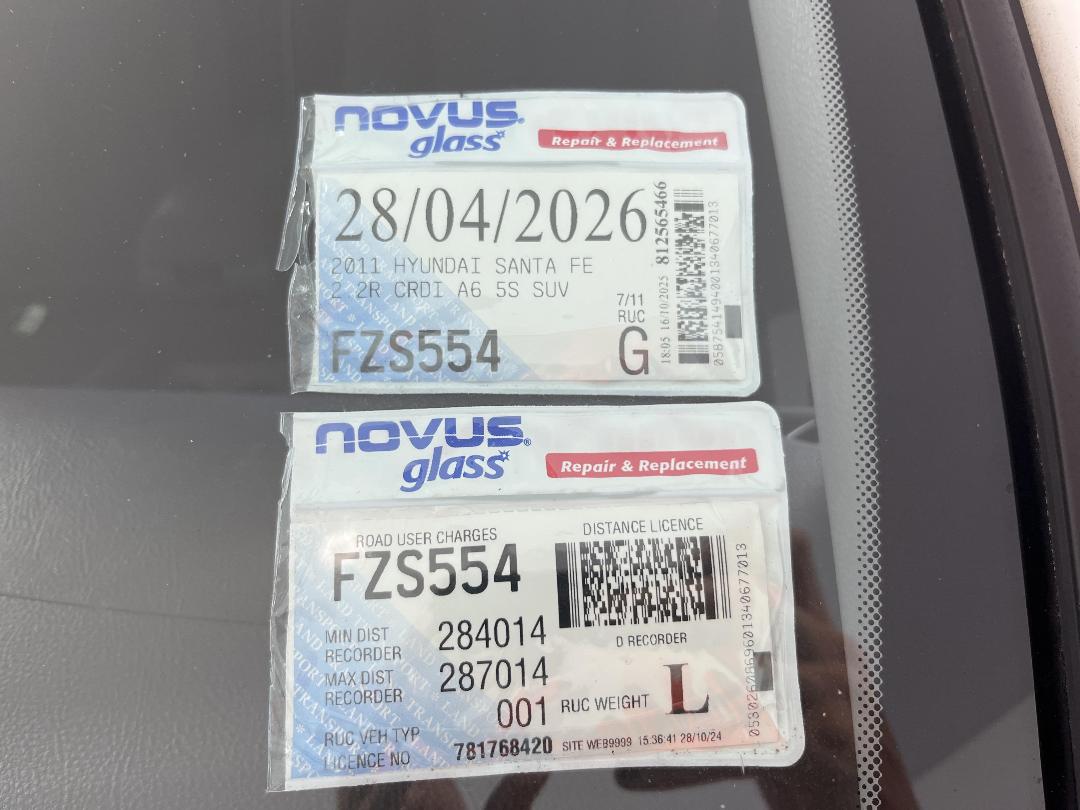 novus®
glass
Repair & Replacement
28/04/2026
2011 HYUNDAI SANTA FE
2.2R CRDI A6 5S SUV
7/11
RUC
FZS554
G
18:05 16/10/2025 812565466
novus®
glass
Repair & Replacement
ROAD USER CHARGES
FZS554
DISTANCE LICENCE
MIN DIST
RECORDER 284014
D RECORDER
MAX DIST
RECORDER 287014
RUC VEH TYP 001
RUC WEIGHT L
LICENCE NO 781768420
SITE WEB9999 15:36:41 28/10/24